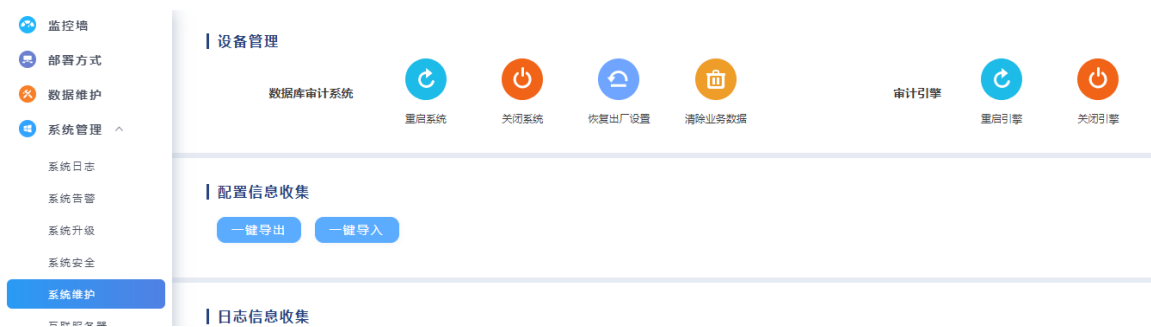 监控墙
部署方式
数据维护
系统管理
系统日志
系统告警
系统升级
系统安全
系统维护
互联服务器
设备管理
数据库审计系统
重启系统
关闭系统
恢复出厂设置
清除业务数据
审计引擎
重启引擎
关闭引擎
配置信息收集
一键导出
一键导入
日志信息收集